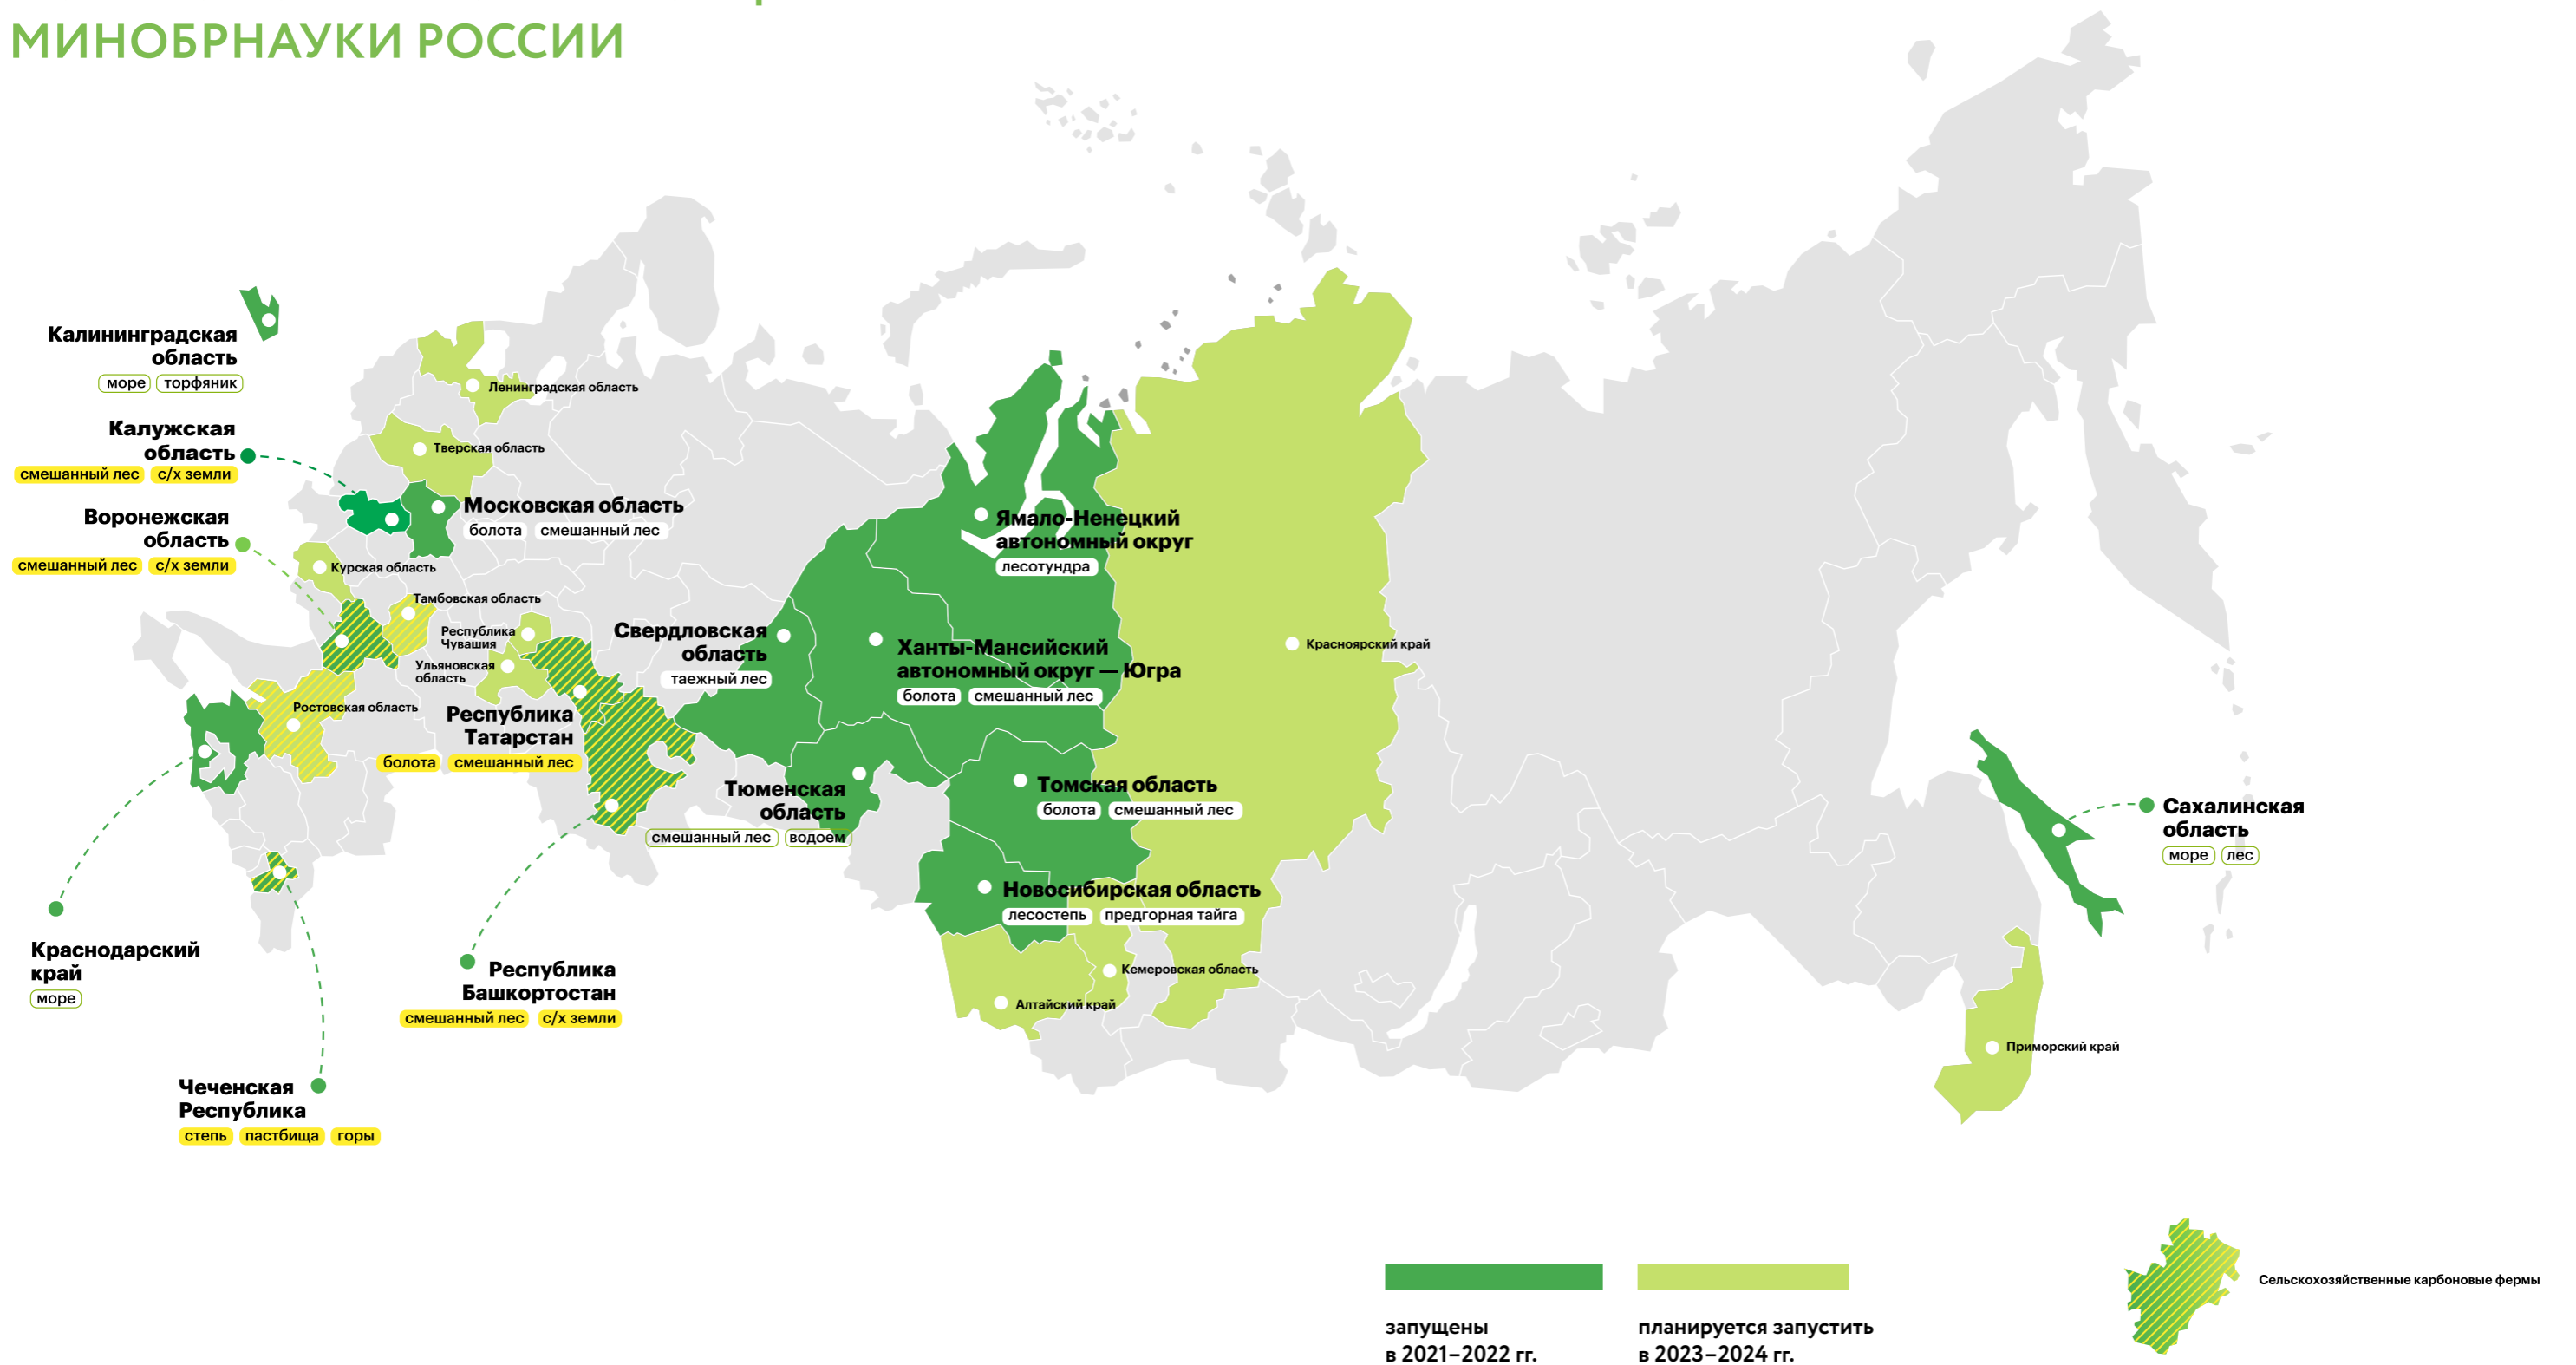 МИНОБРНАУКИ РОССИИ
Калининградская
область
море торфяник
Калужская
область
смешанный лес с/х земли
Воронежская
область
смешанный лес с/х земли
Ленинградская область
Тверская область
Московская область
болота смешанный лес
Курская область
Тамбовская область
Республика
Чувашия
Ульяновская
область
Ростовская область
Республика
Татарстан
болота смешанный лес
Свердловская
область
таежный лес
Ямало-Ненецкий
автономный округ
лесотундра
Ханты-Мансийский
автономный округ — Югра
болота смешанный лес
Красноярский край
Тюменская
область
смешанный лес водоем
Томская область
болота смешанный лес
Новосибирская область
лесостепь предгорная тайга
Кемеровская область
Алтайский край
Сахалинская
область
море лес
Приморский край
Краснодарский
край
море
Республика
Башкортостан
смешанный лес с/х земли
Чеченская
Республика
степь пастбища горы
запущены
в 2021–2022 гг.
планируется запустить
в 2023–2024 гг.
Сельскохозяйственные карбоновые фермы